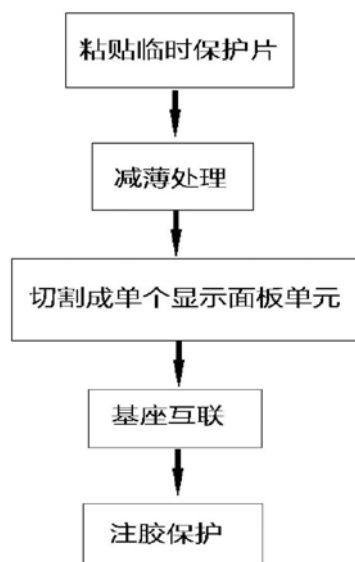 粘贴临时保护片
减薄处理
切割成单个显示面板单元
基座互联
注胶保护